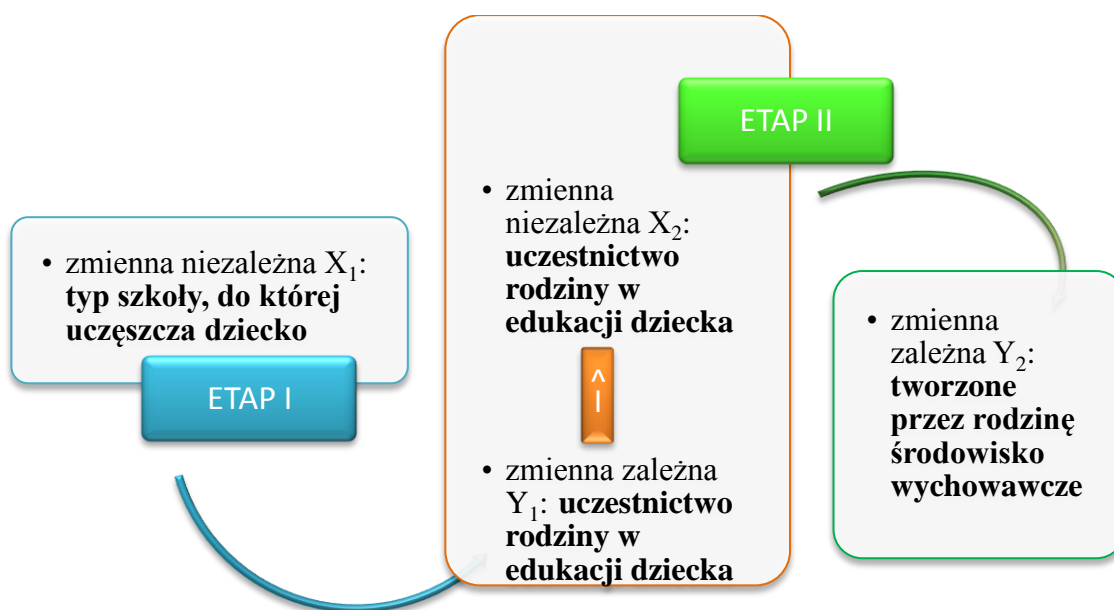 • zmienna niezależna X₁:
typ szkoły, do której
uczęszcza dziecko
ETAP I
ETAP II
• zmienna
niezależna X₂:
uczestnictwo
rodziny w
edukacji dziecka
^
I
• zmienna zależna
Y₁: uczestnictwo
rodziny w
edukacji dziecka
• zmienna
zależna Y₂:
tworzone
przez rodzinę
środowisko
wychowawcze